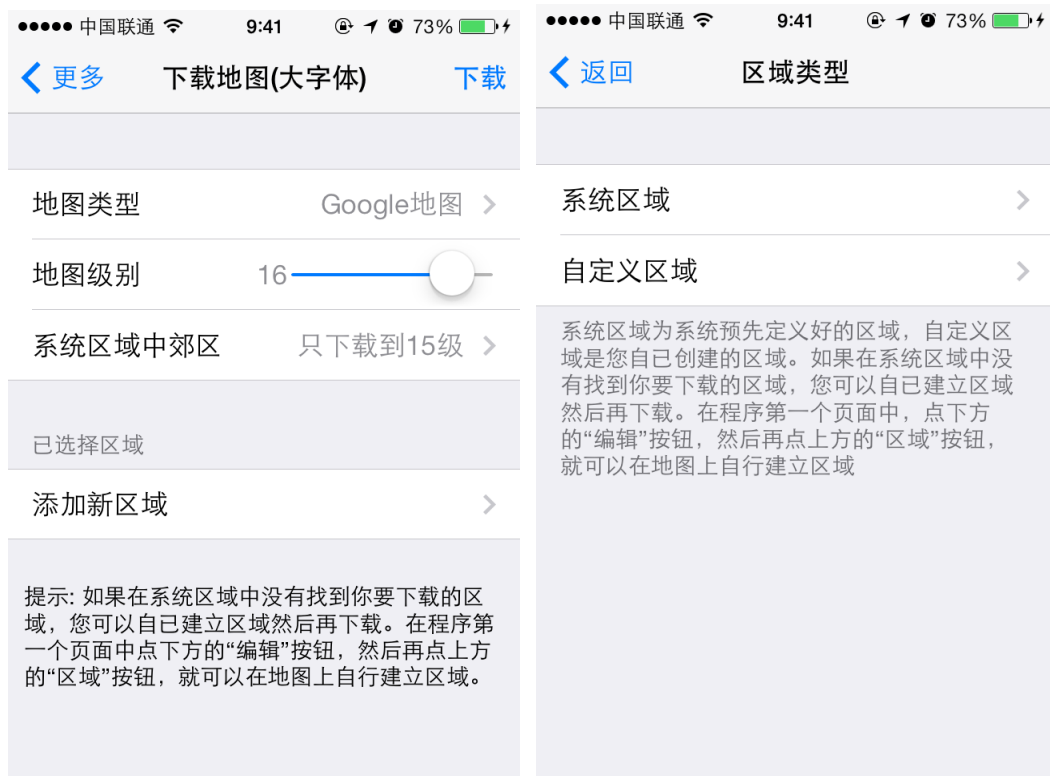 中国联通
9:41
73%
更多
下载地图(大字体)
下载
地图类型
Google地图
地图级别
16
系统区域中郊区
只下载到15级
已选择区域
添加新区域
提示: 如果在系统区域中没有找到你要下载的区
域，您可以自已建立区域然后再下载。在程序第
一个页面中点下方的“编辑”按钮，然后再点上方
的“区域”按钮，就可以在地图上自行建立区域。
中国联通
9:41
73%
返回
区域类型
系统区域
自定义区域
系统区域为系统预先定义好的区域，自定义区
域是您自已创建的区域。如果在系统区域中没
有找到你要下载的区域，您可以自已建立区域
然后再下载。在程序第一个页面中，点下方
的“编辑”按钮，然后再点上方的“区域”按钮，
就可以在地图上自行建立区域